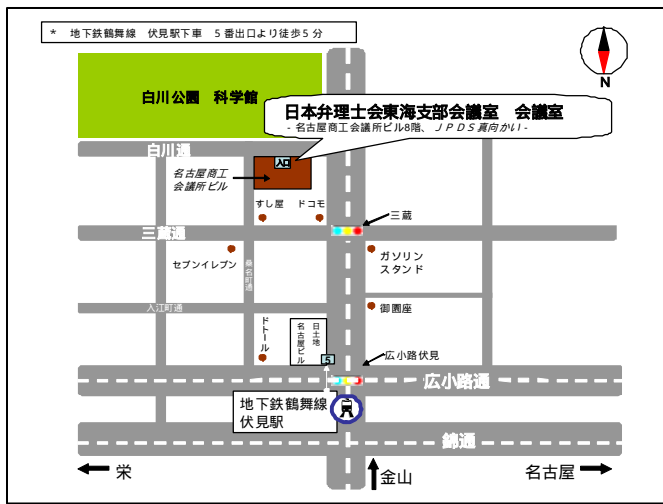 * 地下鉄鶴舞線 伏見駅下車 5番出口より徒歩5分
N
白川公園 科学館
日本弁理士会東海支部会議室 会議室
- 名古屋商工会議所ビル8階、JPDS真向かい -
白川通
入口
名古屋商工
会議所ビル
すし屋
ドコモ
三蔵
三蔵通
セブンイレブン
桑名町通
ガソリン
スタンド
入江町通
御園座
ドトール
日土地
名古屋ビル
5
広小路伏見
広小路通
地下鉄鶴舞線
伏見駅
錦通
栄
金山
名古屋